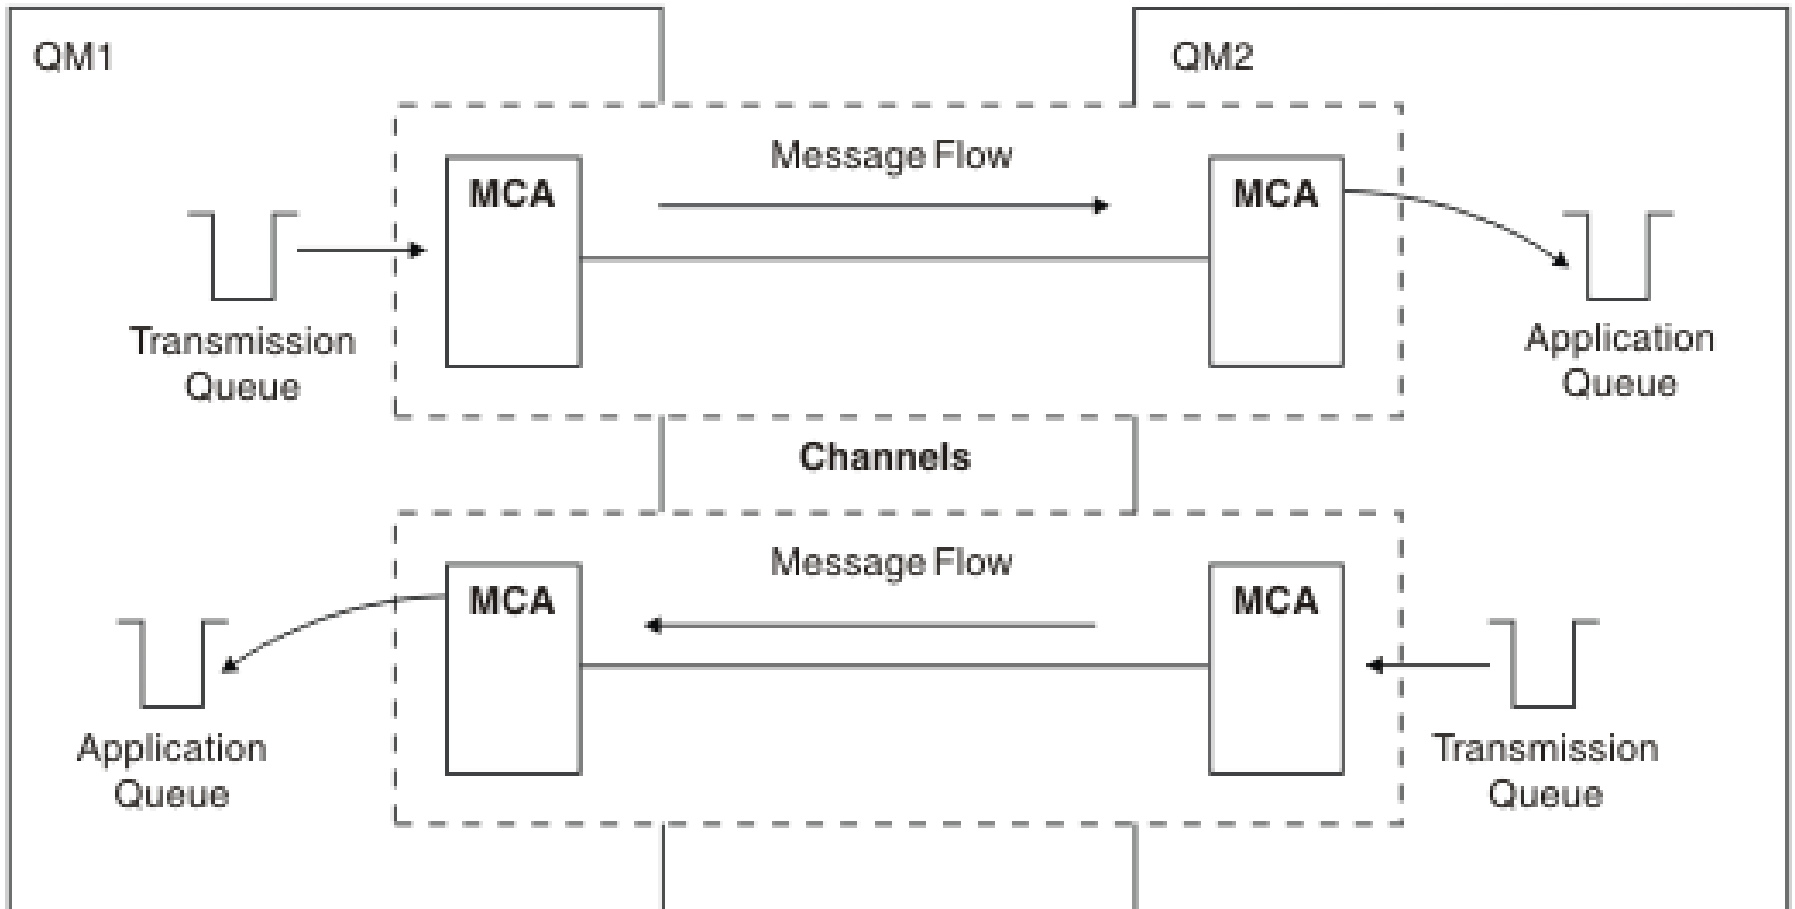 QM1
QM2
Message Flow
MCA
MCA
Transmission
Queue
Application
Queue
Channels
Message Flow
MCA
MCA
Application
Queue
Transmission
Queue